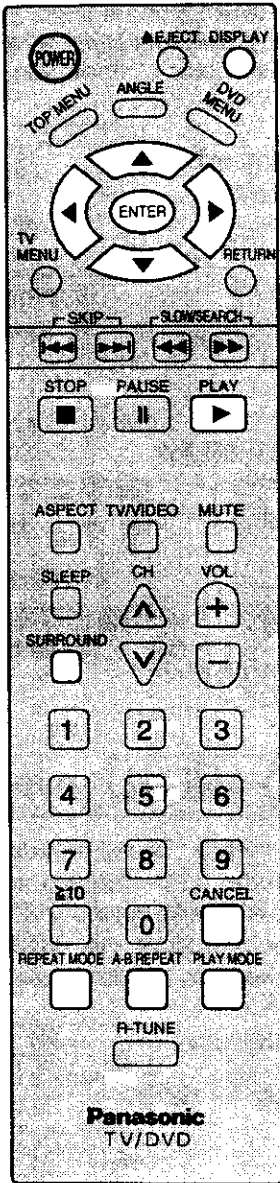 ▲EJECT DISPLAY
POWER
ANGLE
TOP MENU
DVD MENU
ENTER
TV MENU
RETURN
SKIP SLOW/SEARCH
STOP PAUSE PLAY
ASPECT TV/VIDEO MUTE
SLEEP CH VOL
+
SURROUND
−
1 2 3
4 5 6
7 8 9
≧10 0 CANCEL
REPEAT MODE A-B REPEAT PLAY MODE
R-TUNE
Panasonic
TV/DVD